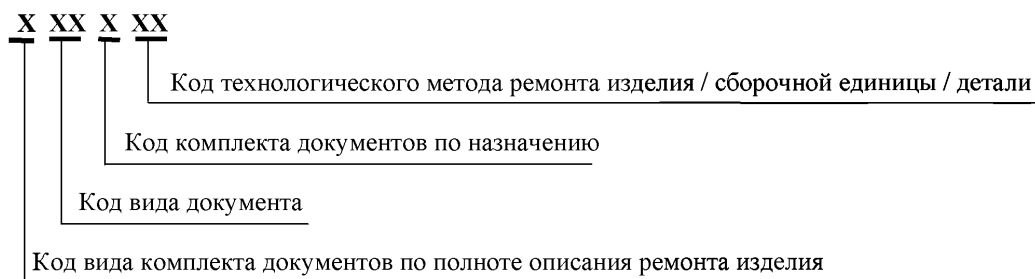 Х ХХ Х ХХ
Код технологического метода ремонта изделия / сборочной единицы / детали
Код комплекта документов по назначению
Код вида документа
Код вида комплекта документов по полноте описания ремонта изделия